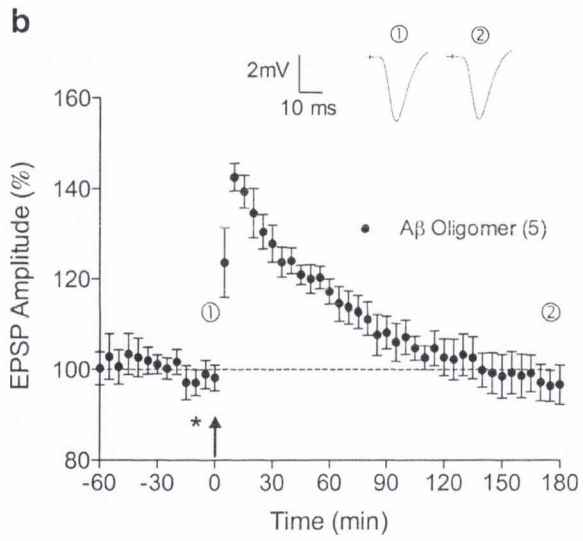 b
① ②
2mV
10 ms
160
140
120
100
80
EPSP Amplitude (%)
Aβ Oligomer (5)
① ②
*
-60 -30 0 30 60 90 120 150 180
Time (min)